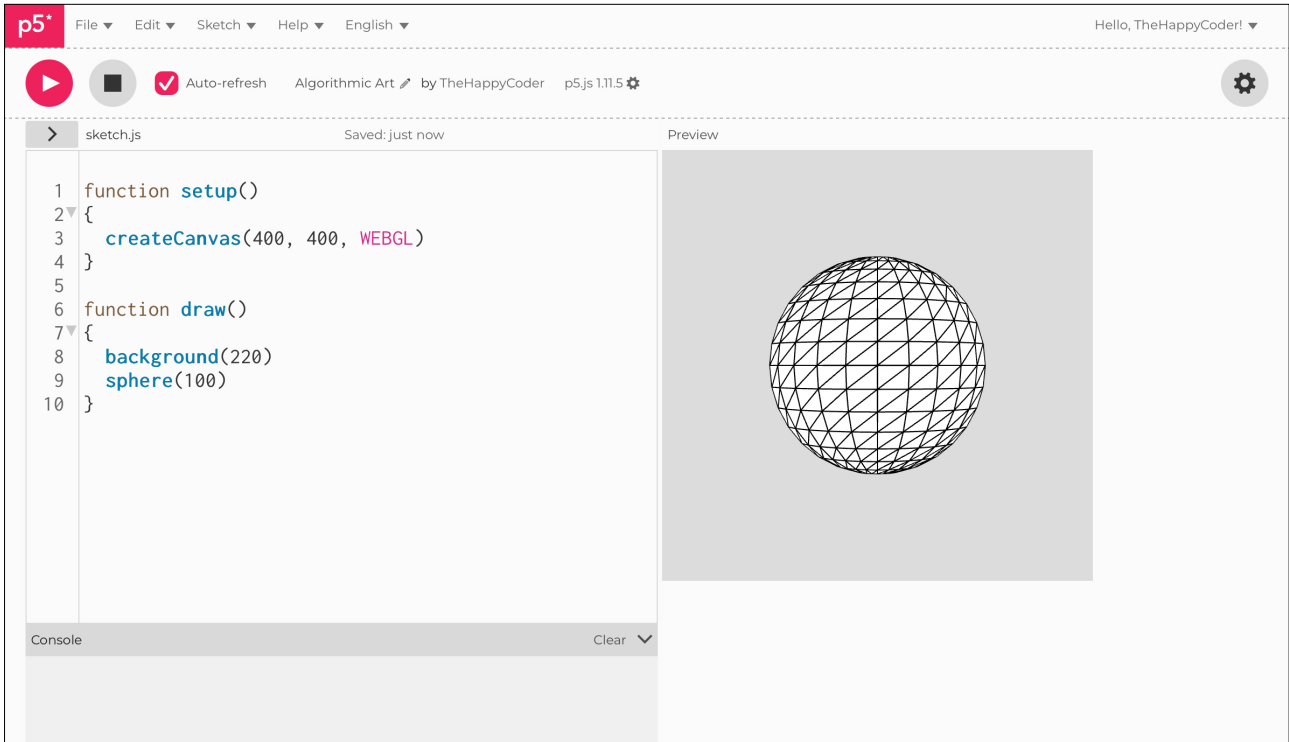 p5* File Edit Sketch Help English Hello, TheHappyCoder!
Auto-refresh Algorithmic Art by TheHappyCoder p5.js 1.11.5
sketch.js Saved: just now Preview
1 function setup()
2 {
3   createCanvas(400, 400, WEBGL)
4 }
5
6 function draw()
7 {
8   background(220)
9   sphere(100)
10 }
Console Clear